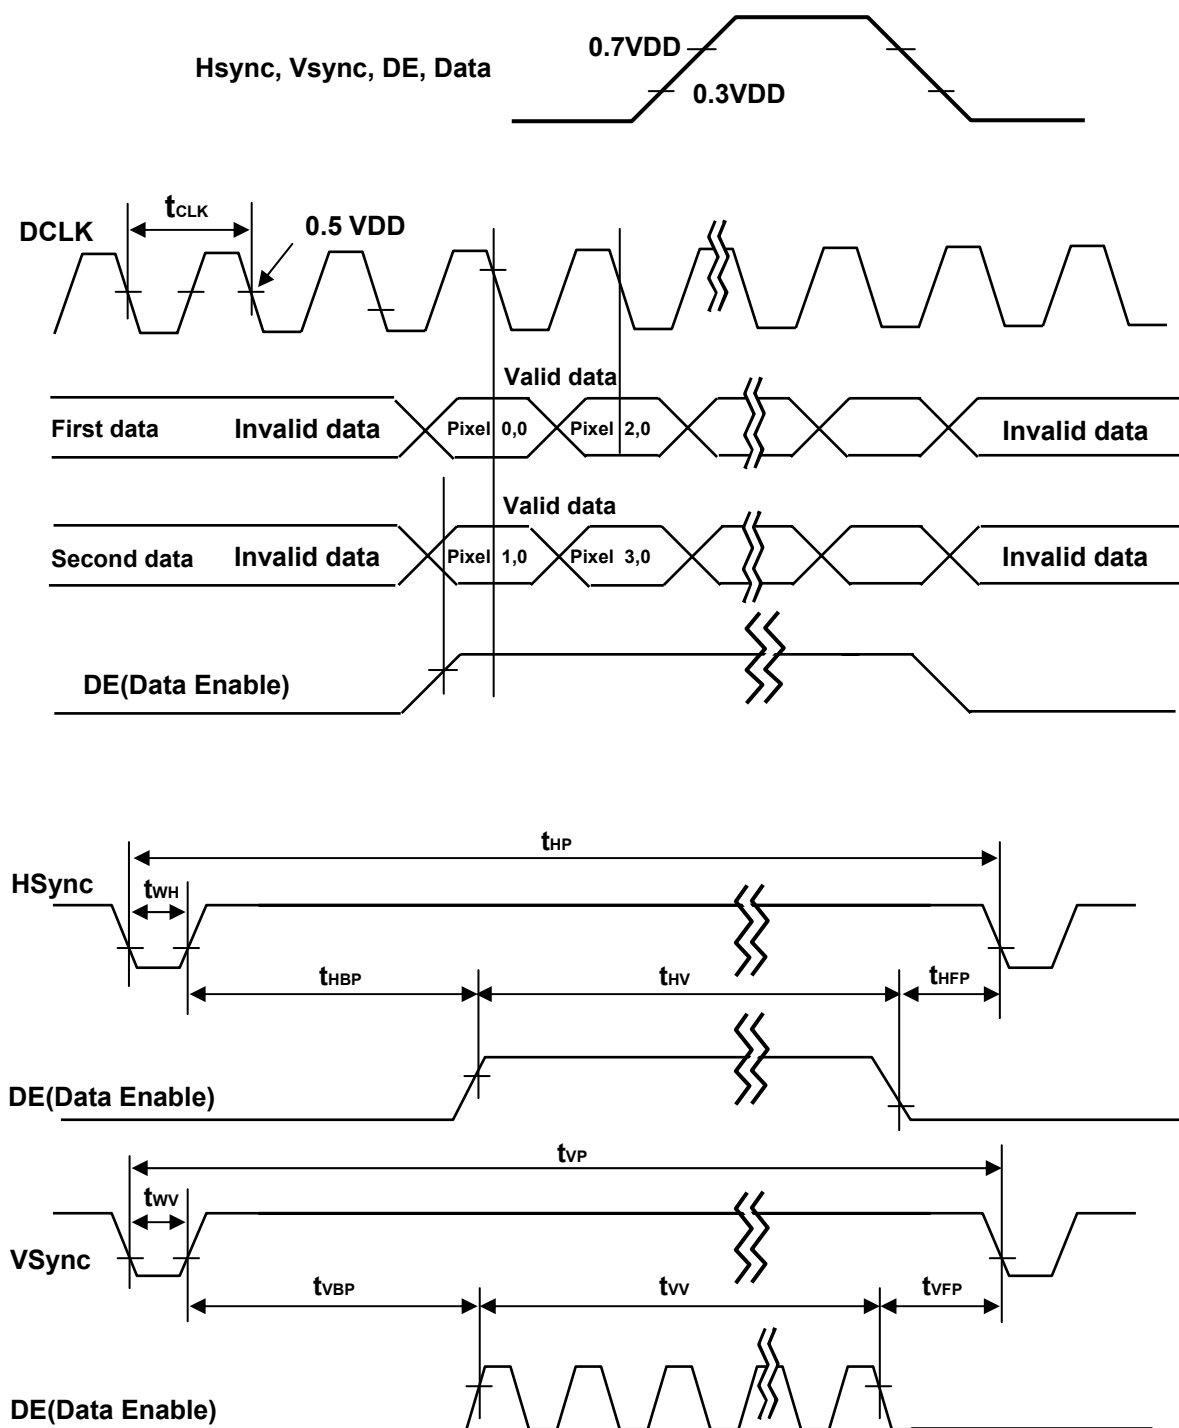 0.7VDD
Hsync, Vsync, DE, Data
0.3VDD
tCLK
DCLK
0.5 VDD
Valid data
First data
Invalid data
Pixel 0,0
Pixel 2,0
Invalid data
Valid data
Second data
Invalid data
Pixel 1,0
Pixel 3,0
Invalid data
DE(Data Enable)
tHP
HSync
tWH
tHBP
tHV
tHFP
DE(Data Enable)
tVP
tWV
VSync
tVBP
tVV
tVFP
DE(Data Enable)